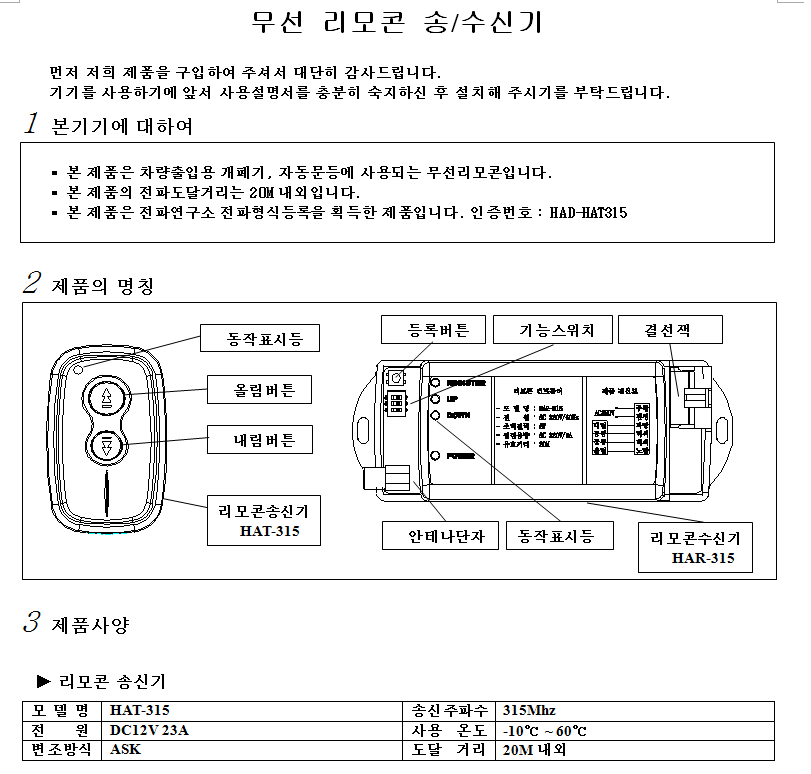 무선 리모콘 송/수신기
먼저 저희 제품을 구입하여 주셔서 대단히 감사드립니다.
기기를 사용하기에 앞서 사용설명서를 충분히 숙지하신 후 설치해 주시기를 부탁드립니다.
1 본기기에 대하여
▪ 본 제품은 차량출입용 개폐기, 자동문등에 사용되는 무선리모콘입니다.
▪ 본 제품의 전파도달거리는 20M 내외입니다.
▪ 본 제품은 전파연구소 전파형식등록을 획득한 제품입니다. 인증번호 : HAD-HAT315
2 제품의 명칭
동작표시등
올림버튼
내림버튼
리모콘송신기
HAT-315
등록버튼
기능스위치
결선잭
REGISTER
UP
DOWN
POWER
AC220V
안테나단자
동작표시등
리모콘수신기
HAR-315
3 제품사양
▶ 리모콘 송신기
모 델 명 HAT-315 송신주파수 315Mhz
전 원 DC12V 23A 사용 온도 -10℃ ~ 60℃
변조방식 ASK 도달 거리 20M 내외